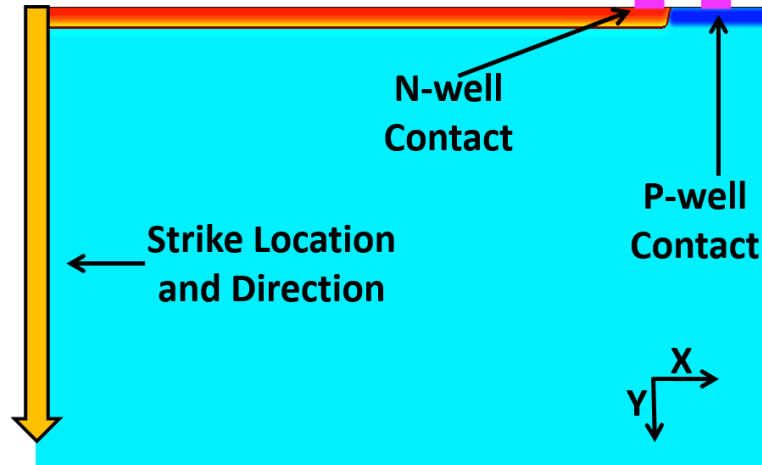 N-well
Contact
P-well
Contact
Strike Location
and Direction
X
Y